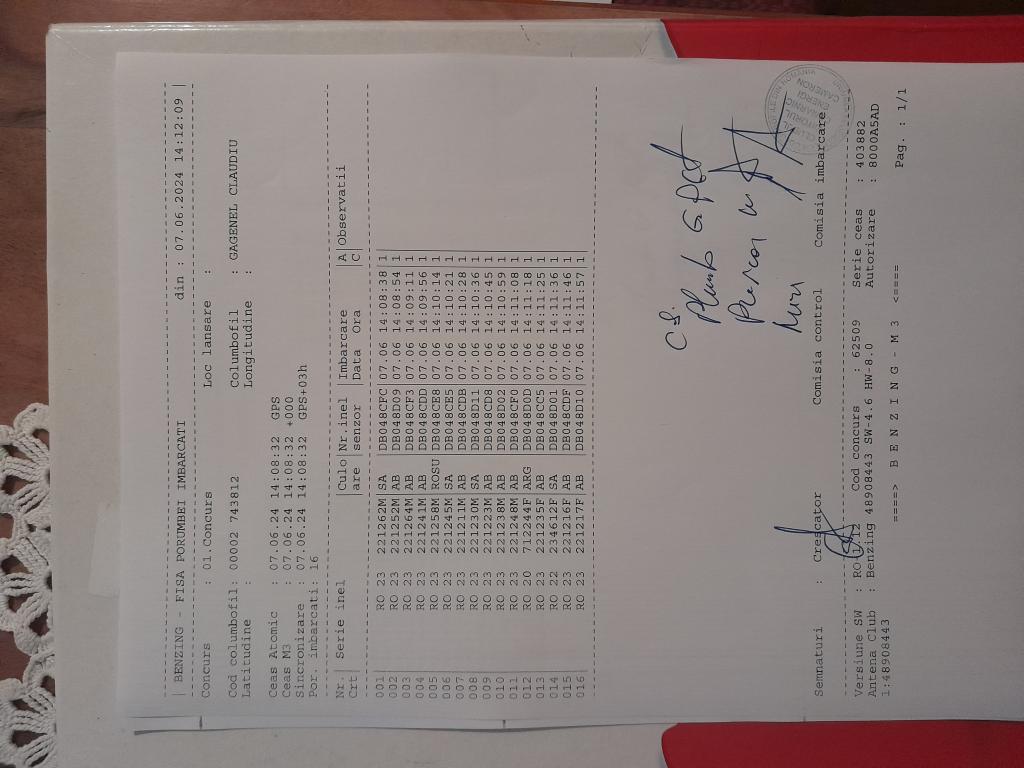 | BENZING - FISA PORUMBEI IMBARCATI din : 07.06.2024 14:12:09 |
Concurs : 01.Concurs Loc lansare :
Cod columbofil: 00002 743812 Columbofil : GAGENEL CLAUDIU
Latitudine : Longitudine :
Ceas Atomic : 07.06.24 14:08:32 GPS
Ceas M3 : 07.06.24 14:08:32 +000
Sincronizare : 07.06.24 14:08:32 GPS+03h
Por. imbarcati: 16
Nr. | Serie inel |Culo|Nr.inel |Imbarcare A|Observatii
Crt| |are |senzor |Data Ora C|
001| RO 23 221262M|SA |DB048CFC|07.06 14:08:38 1|
002| RO 23 221252M|AB |DB048D09|07.06 14:08:54 1|
003| RO 23 221264M|AB |DB048CF3|07.06 14:09:11 1|
004| RO 23 221241M|AB |DB048CDD|07.06 14:09:56 1|
005| RO 23 221258M|ROSU|DB048CE8|07.06 14:10:14 1|
006| RO 23 221245M|SA |DB048CE5|07.06 14:10:21 1|
007| RO 23 221211M|AB |DB048CDB|07.06 14:10:28 1|
008| RO 23 221230M|SA |DB048D11|07.06 14:10:36 1|
009| RO 23 221223M|AB |DB048CD8|07.06 14:10:45 1|
010| RO 23 221238M|AB |DB048D02|07.06 14:10:59 1|
011| RO 23 221248M|AB |DB048CF0|07.06 14:11:08 1|
012| RO 20 712244F|ARG |DB048D0D|07.06 14:11:18 1|
013| RO 23 221235F|AB |DB048CC5|07.06 14:11:25 1|
014| RO 22 234612F|SA |DB048D01|07.06 14:11:36 1|
015| RO 23 221216F|AB |DB048CDF|07.06 14:11:46 1|
016| RO 23 221217F|AB |DB048D10|07.06 14:11:57 1|
CAMERON
Semnaturi : Crescator Comisia control Comisia imbarcare
Versiune SW : RO 1.12 Cod concurs : 62509 Serie ceas : 403882
Antena Club : Benzing 48908443 SW-4.6 HW-8.0 Autorizare : 8000A5AD
1:48908443
====> B E N Z I N G - M 3 <==== Pag. : 1/1